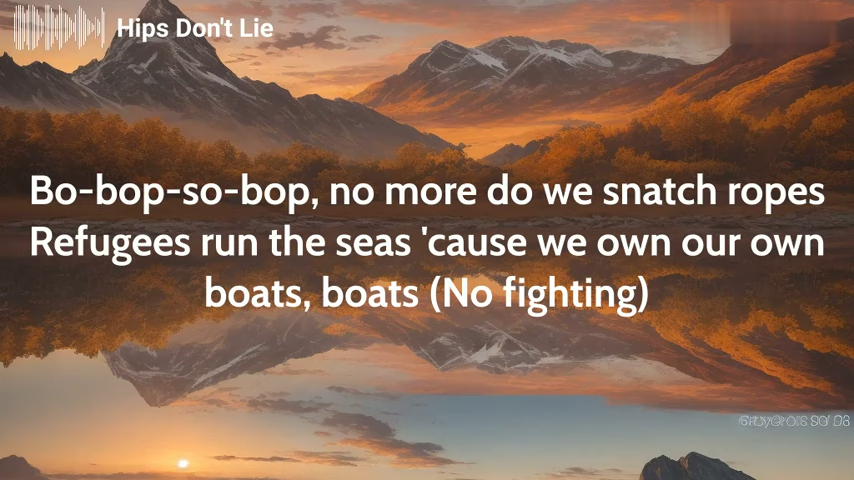 Hips Don't Lie
Bo-bop-so-bop, no more do we snatch ropes
Refugees run the seas 'cause we own our own
boats, boats (No fighting)